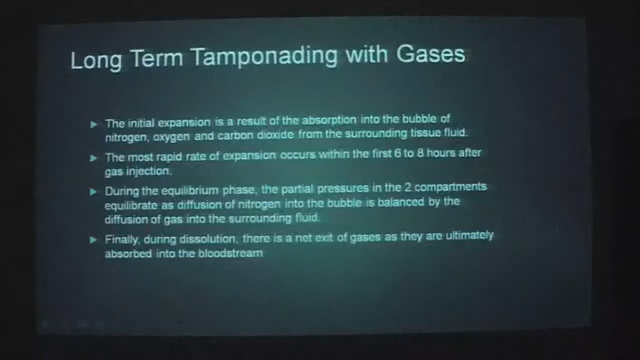 Long Term Tamponading with Gases
The initial expansion is a result of the absorption into the bubble of
nitrogen, oxygen and carbon dioxide from the surrounding tissue fluid.
The most rapid rate of expansion occurs within the first 6 to 8 hours after
gas injection.
During the equilibrium phase, the partial pressures in the 2 compartments
equilibrate as diffusion of nitrogen into the bubble is balanced by the
diffusion of gas into the surrounding fluid.
Finally, during dissolution, there is a net exit of gases as they are ultimately
absorbed into the bloodstream